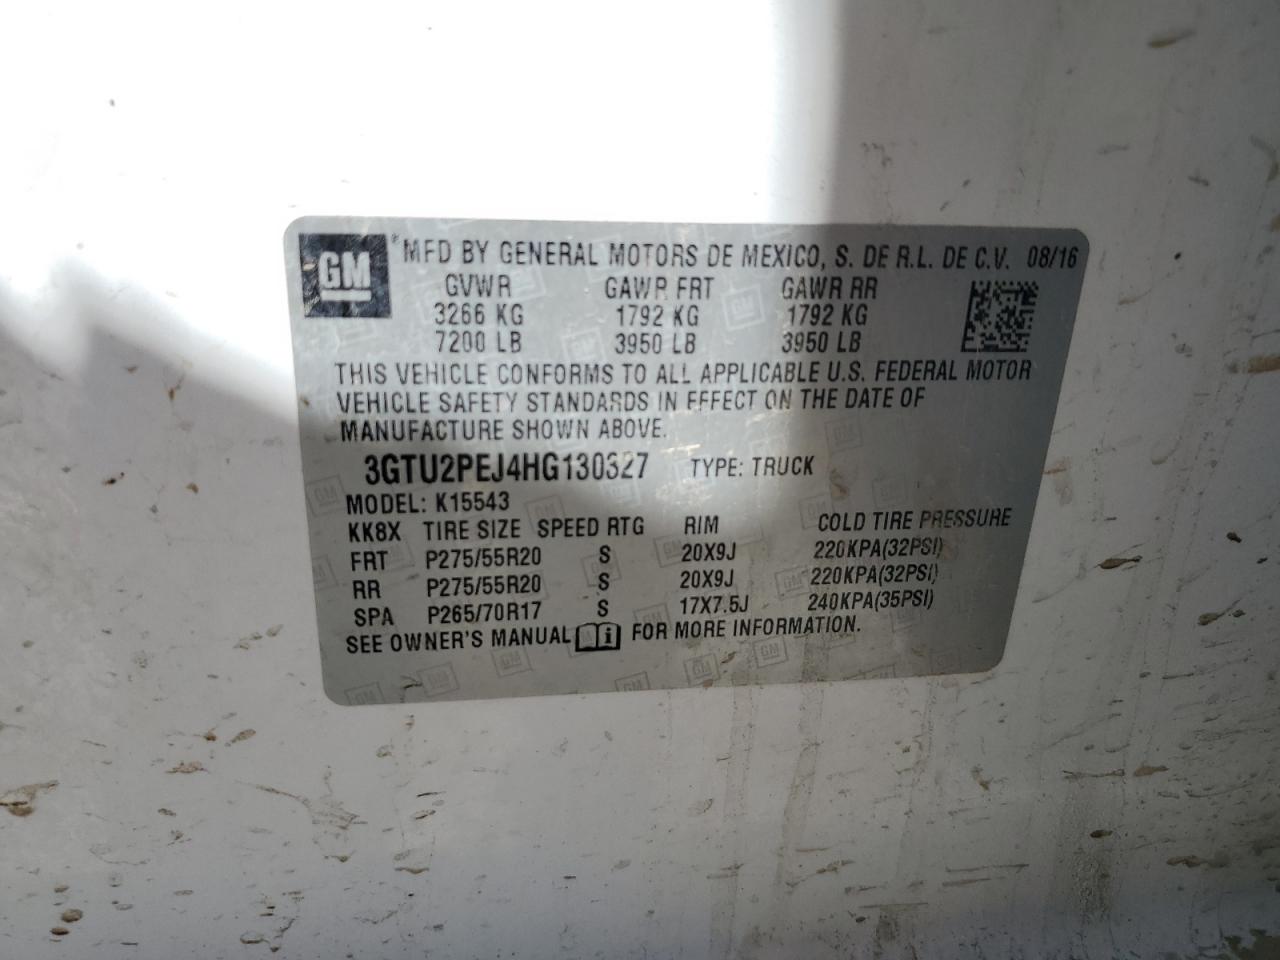 GM ® MFD BY GENERAL MOTORS DE MEXICO, S. DE R.L. DE C.V. 08/16
GVWR GAWR FRT GAWR RR
3266 KG 1792 KG 1792 KG
7200 LB 3950 LB 3950 LB
THIS VEHICLE CONFORMS TO ALL APPLICABLE U.S. FEDERAL MOTOR
VEHICLE SAFETY STANDARDS IN EFFECT ON THE DATE OF
MANUFACTURE SHOWN ABOVE.
3GTU2PEJ4HG130327 TYPE: TRUCK
MODEL: K15543
KK8X TIRE SIZE SPEED RTG RIM COLD TIRE PRESSURE
FRT P275/55R20 S 20X9J 220KPA(32PSI)
RR P275/55R20 S 20X9J 220KPA(32PSI)
SPA P265/70R17 S 17X7.5J 240KPA(35PSI)
SEE OWNER'S MANUAL i FOR MORE INFORMATION.